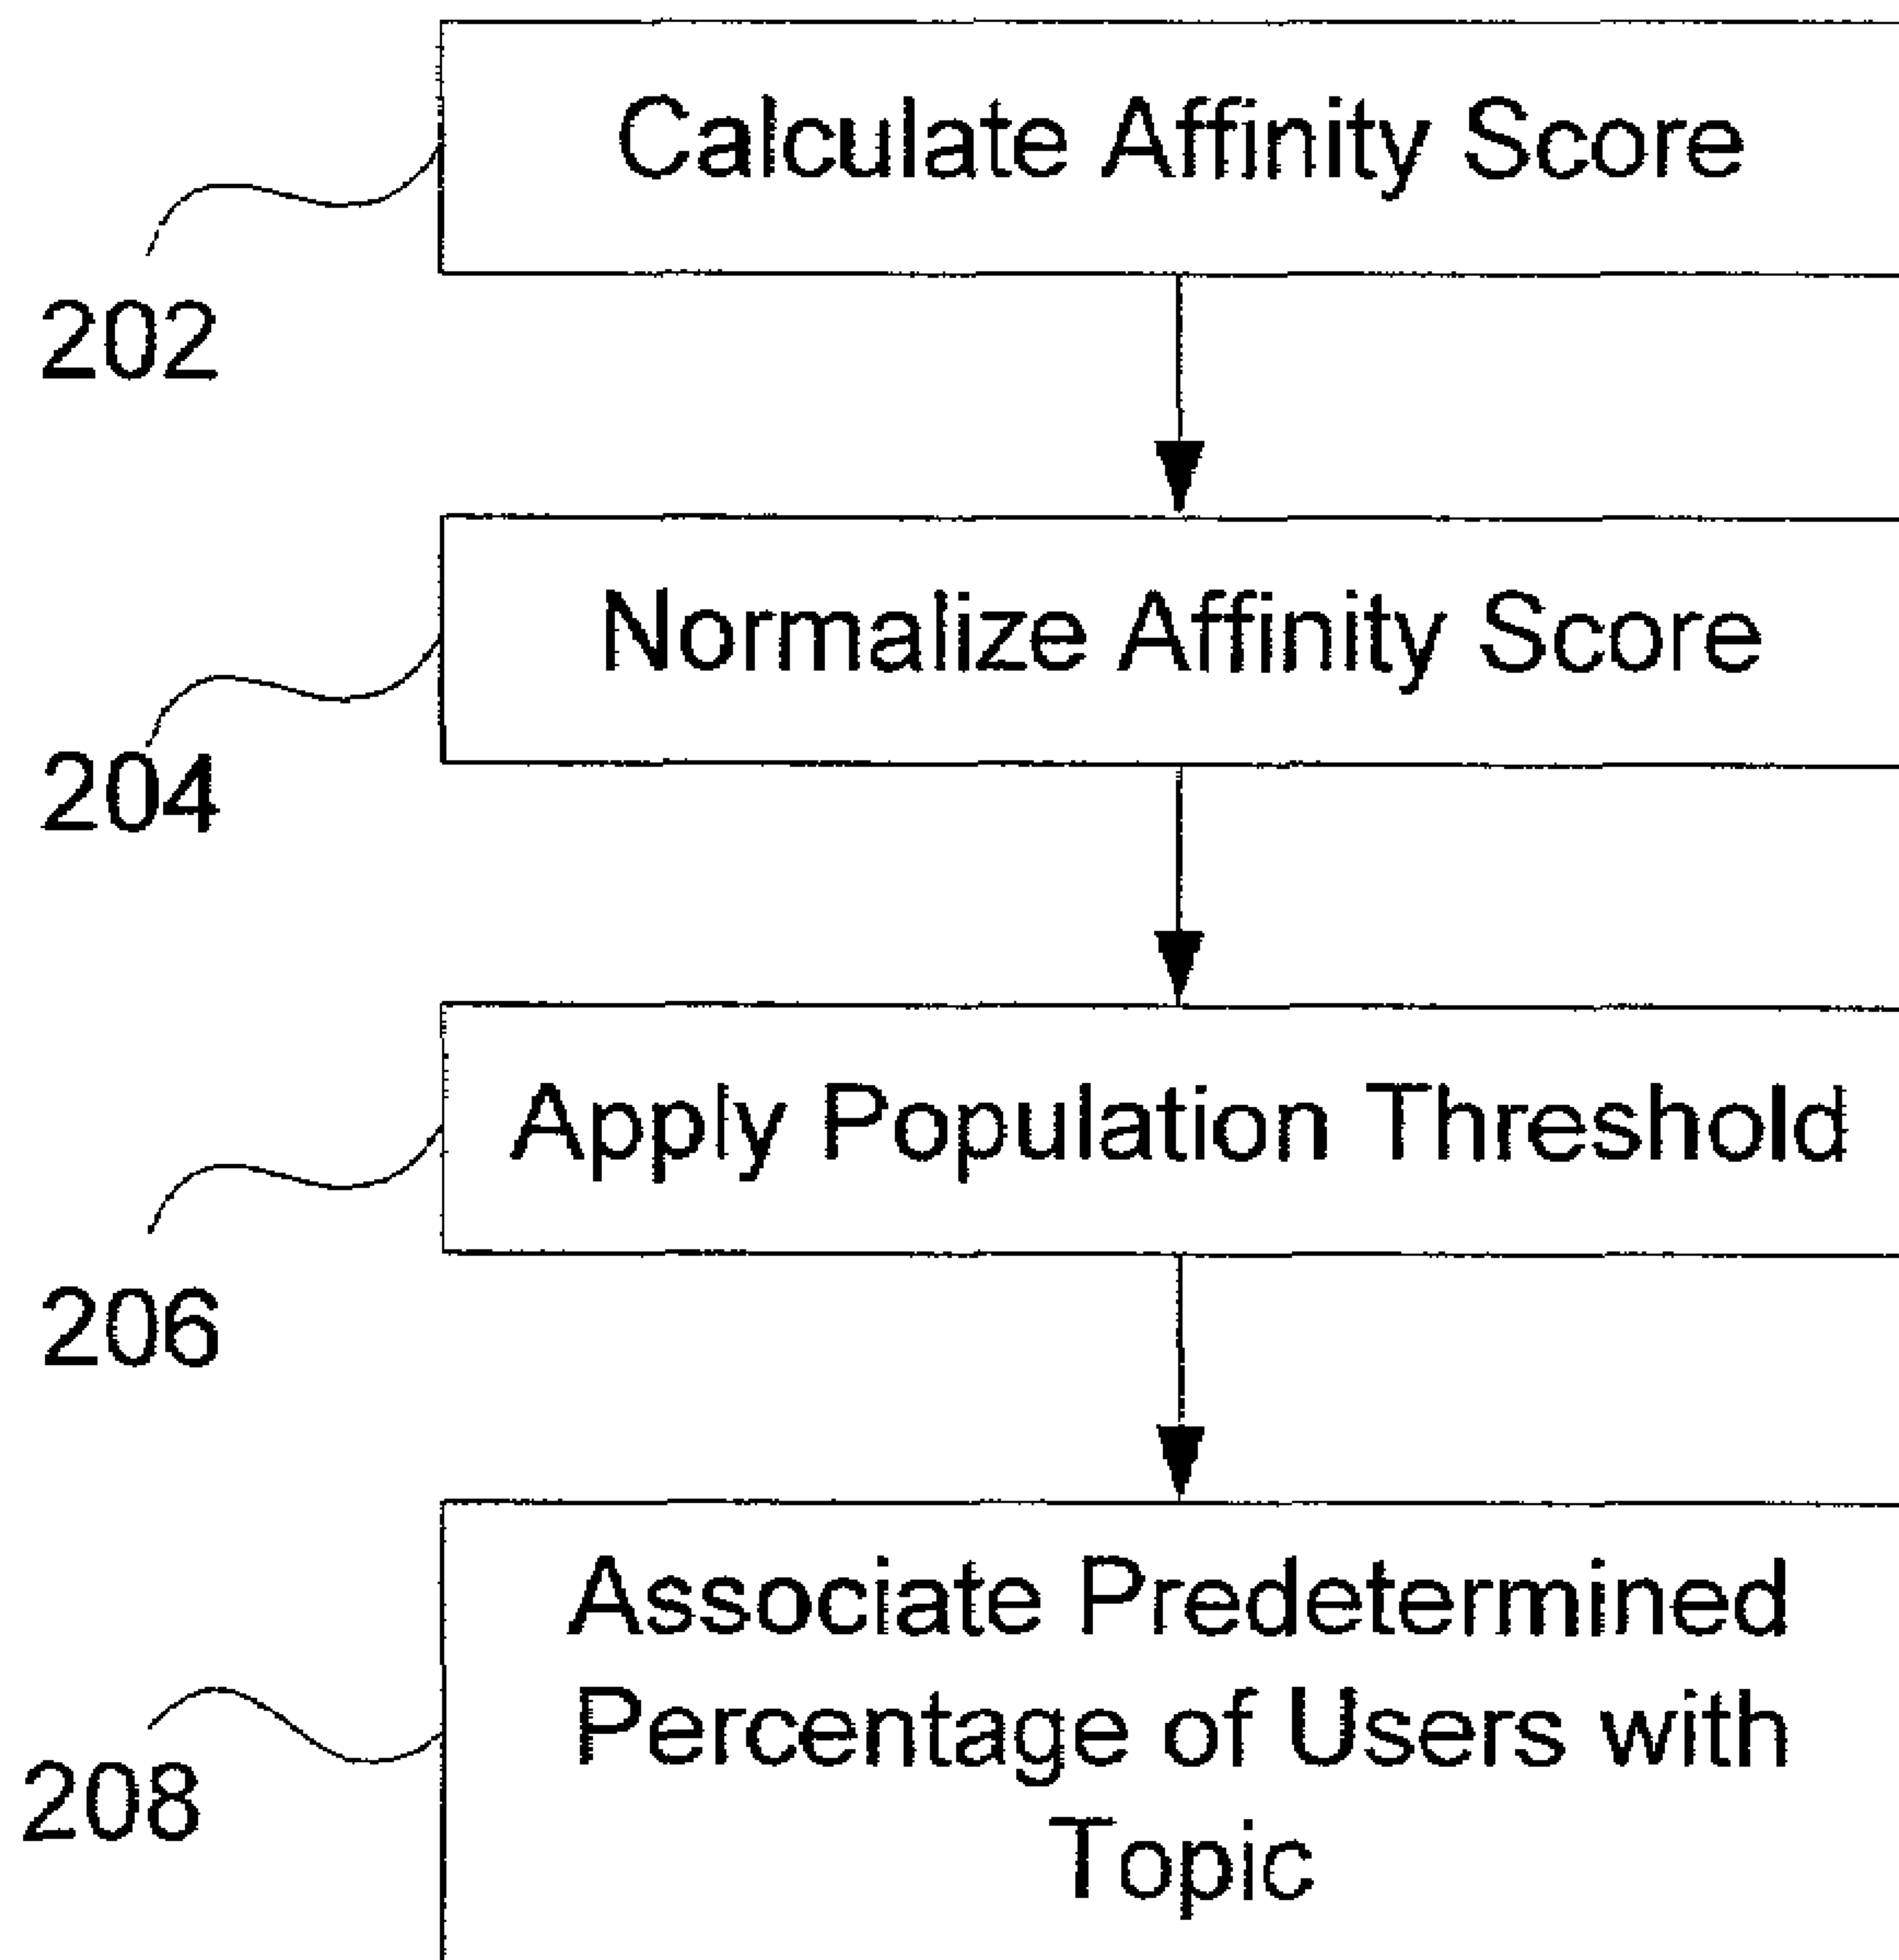 Calculate Affinity Score
202
Normalize Affinity Score
204
Apply Population Threshold
206
Associate Predetermined
Percentage of Users with
Topic
208